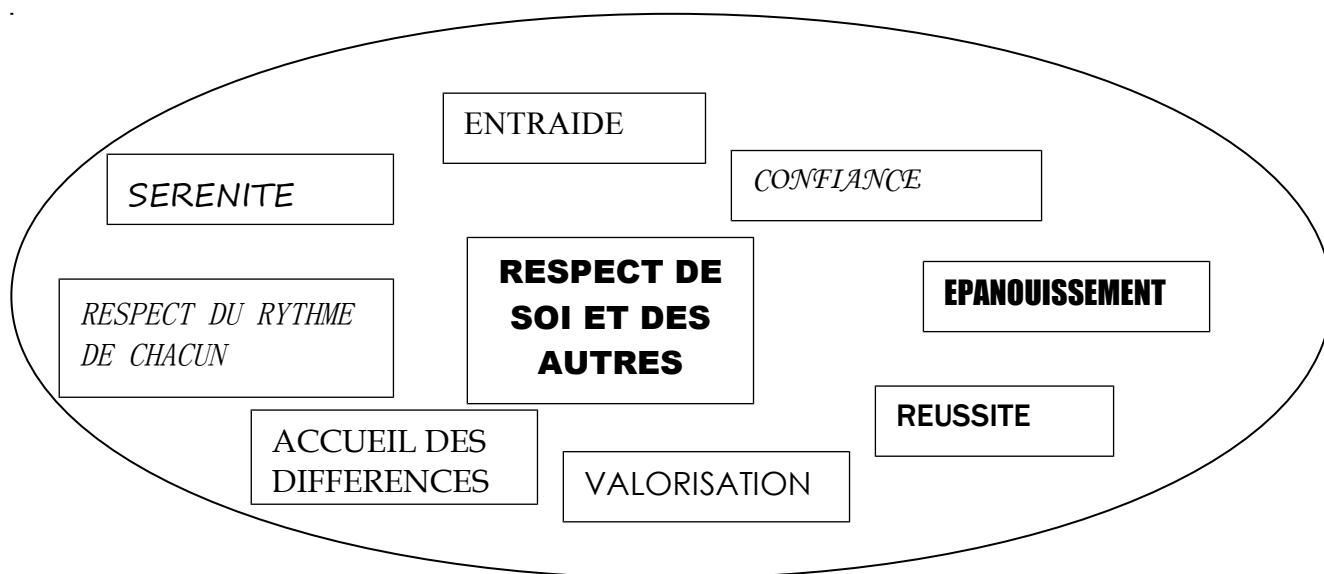 ENTRAIDE
CONFIANCE
SERENITE
RESPECT DE
SOI ET DES
AUTRES
EPANOUISSEMENT
RESPECT DU RYTHME
DE CHACUN
REUSSITE
ACCUEIL DES
DIFFERENCES
VALORISATION